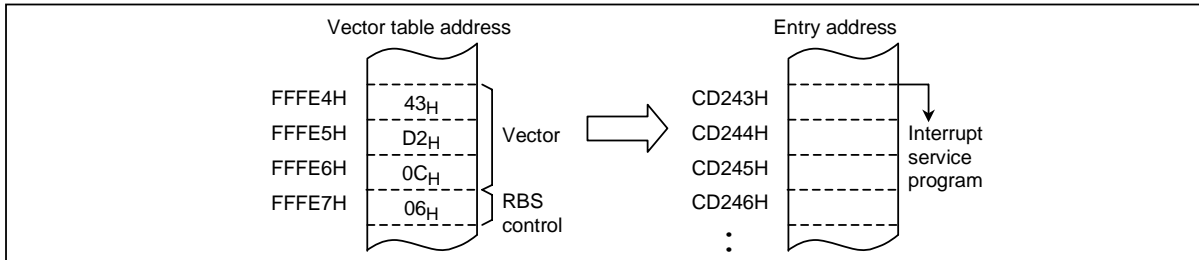 Vector table address
Entry address
FFFE4H 43H CD243H
FFFE5H D2H Vector CD244H Interrupt
FFFE6H 0CH CD245H service
program
FFFE7H 06H RBS CD246H
control
: